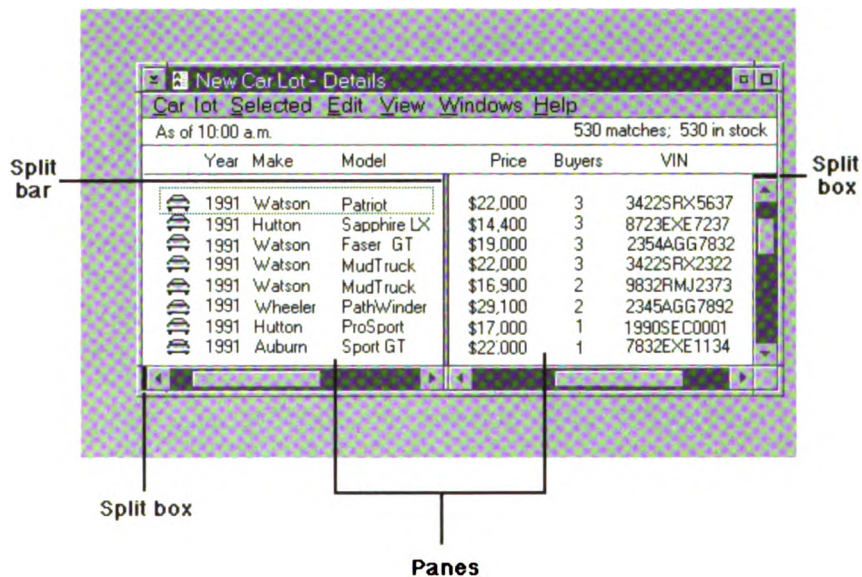 New Car Lot - Details
Car lot Selected Edit View Windows Help
As of 10:00 a.m. 530 matches; 530 in stock
Year Make Model Price Buyers VIN
Split bar
Split box
1991 Watson Patriot $22,000 3 3422SRX5637
1991 Hutton Sapphire LX $14,400 3 8723EXE7237
1991 Watson Faser GT $19,000 3 2354AGG7832
1991 Watson MudTruck $22,000 3 3422SRX2322
1991 Watson MudTruck $16,900 2 9832RMJ2373
1991 Wheeler PathWinder $29,100 2 2345AGG7892
1991 Hutton ProSport $17,000 1 1990SEC0001
1991 Auburn Sport GT $22,000 1 7832EXE1134
Split box
Panes